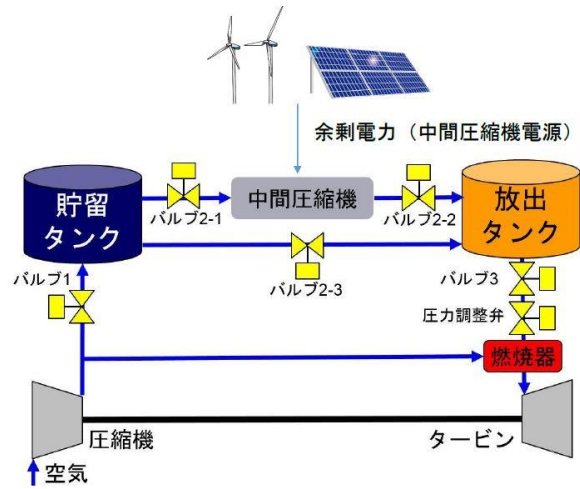 余剰電力（中間圧縮機電源）
貯留
タンク
バルブ2-1
中間圧縮機
バルブ2-2
放出
タンク
バルブ2-3
バルブ1
バルブ3
圧力調整弁
燃焼器
圧縮機
タービン
空気